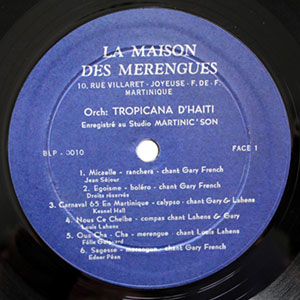 LA MAISON
DES MERENGUES
10, RUE VILLARET - JOYEUSE - F. DE - F.
MARTINIQUE
Orch: TROPICANA D'HAITI
Enregistré au Studio MARTINIC'SON
BLP - 3010 FACE 1
1. Micaelle - ranchera - chant Gary French
Jean Séjour
2. Egoisme - boléro - chant Gary French
Droits réservés
3. Carnaval 65 En Martinique - calypso - chant Gary & Lahens
Kesnel Hall
4. Nous Ce Cheibe - compas chant Lahens & Gary
Louis Lahens
5. Oua Cha - Cha - merengue - chant Louis Lahens
Félix Guignard
6. Sagesse - merengue - chant Gary French
Edner Péan